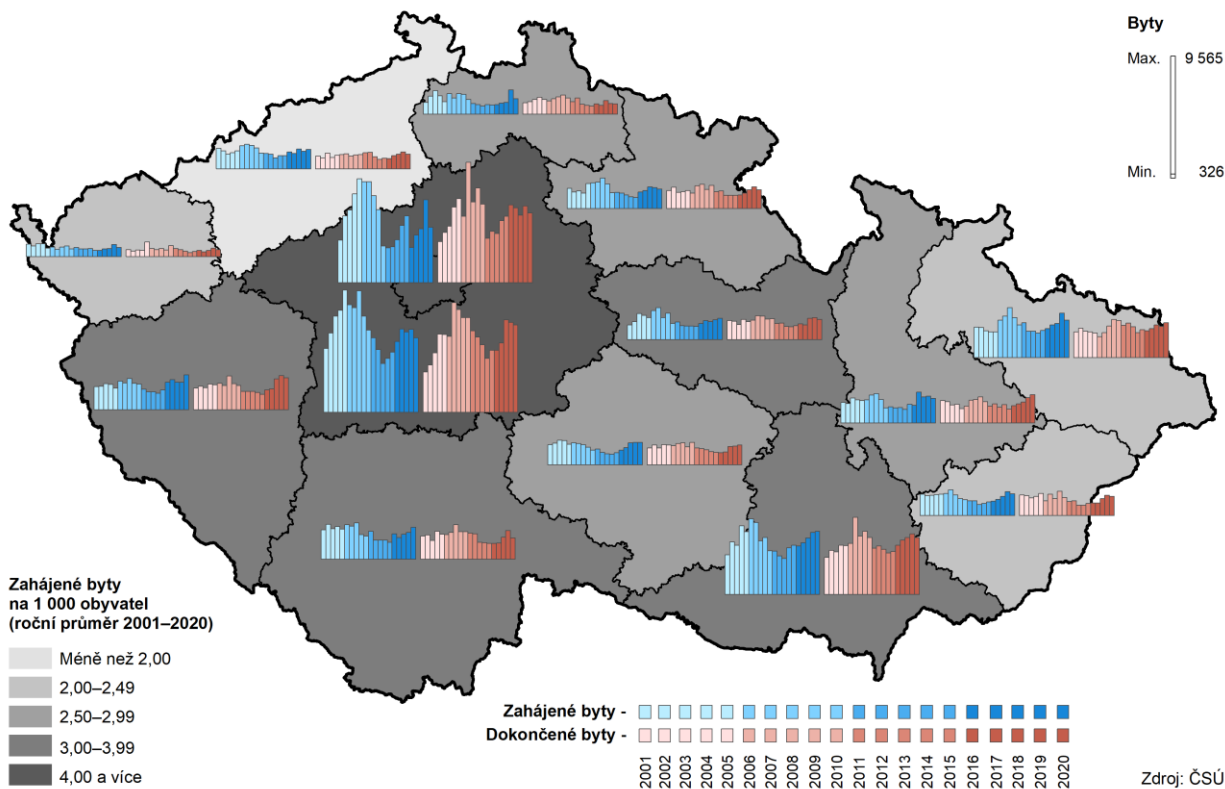 Byty
Max.
9 565
Min.
326
Zahájené byty
na 1 000 obyvatel
(roční průměr 2001–2020)
Méně než 2,00
2,00–2,49
2,50–2,99
3,00–3,99
4,00 a více
Zahájené byty -
Dokončené byty -
2001
2002
2003
2004
2005
2006
2007
2008
2009
2010
2011
2012
2013
2014
2015
2016
2017
2018
2019
2020
Zdroj: ČSÚ